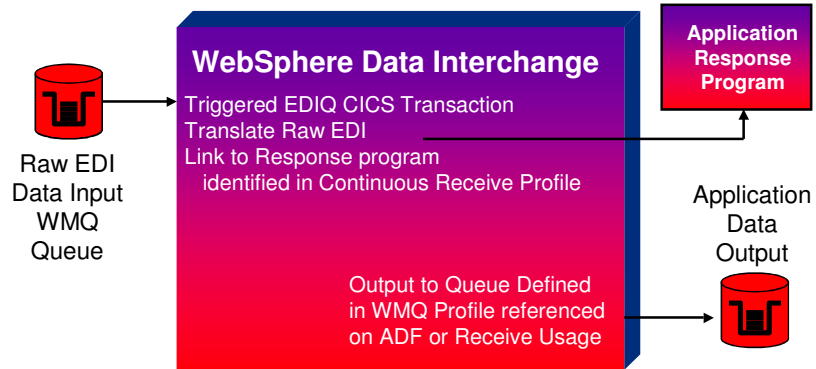 Raw EDI
Data Input
WMQ
Queue
WebSphere Data Interchange
Triggered EDIQ CICS Transaction
Translate Raw EDI
Link to Response program
identified in Continuous Receive Profile
Output to Queue Defined
in WMQ Profile referenced
on ADF or Receive Usage
Application
Response
Program
Application
Data
Output